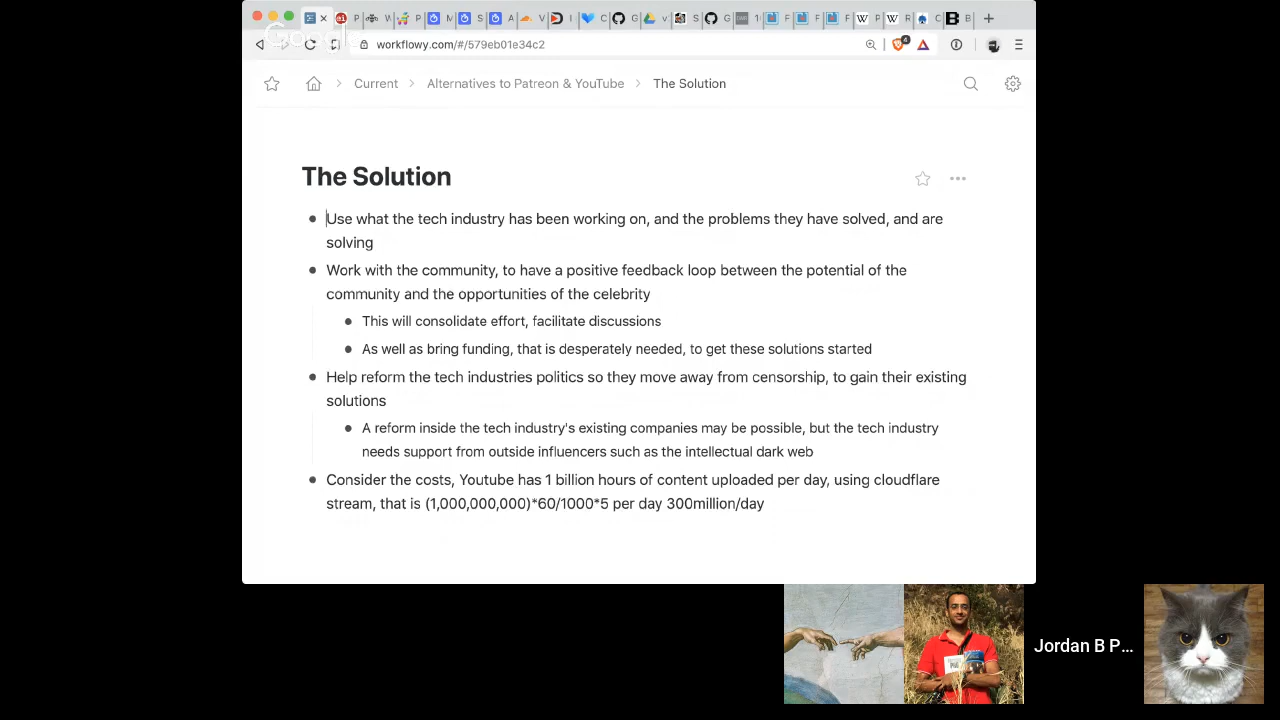 Google
workflowy.com/#/579eb01e34c2
4
Current
Alternatives to Patreon & YouTube
The Solution
The Solution
Use what the tech industry has been working on, and the problems they have solved, and are
solving
Work with the community, to have a positive feedback loop between the potential of the
community and the opportunities of the celebrity
This will consolidate effort, facilitate discussions
As well as bring funding, that is desperately needed, to get these solutions started
Help reform the tech industries politics so they move away from censorship, to gain their existing
solutions
A reform inside the tech industry's existing companies may be possible, but the tech industry
needs support from outside influencers such as the intellectual dark web
Consider the costs, Youtube has 1 billion hours of content uploaded per day, using cloudflare
stream, that is (1,000,000,000)*60/1000*5 per day 300million/day
Jordan B P...